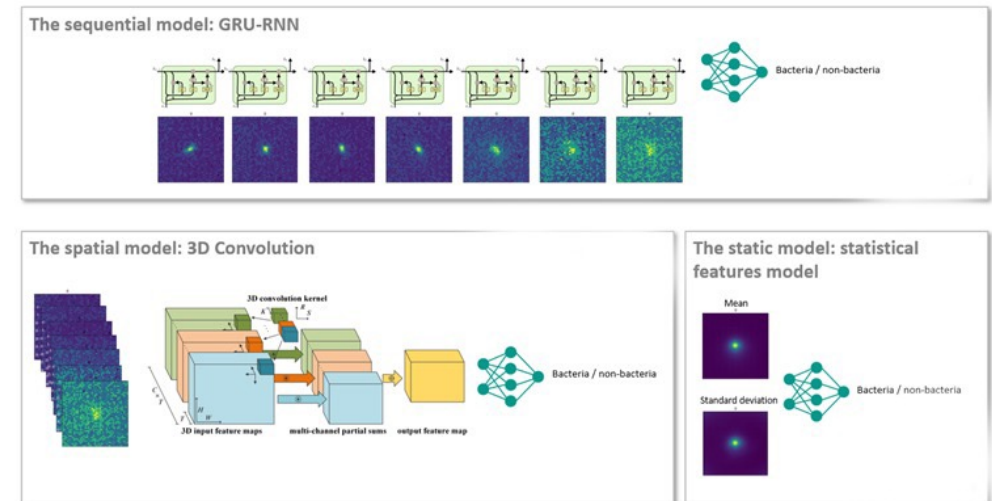 The sequential model: GRU-RNN
Bacteria / non-bacteria
The spatial model: 3D Convolution
3D convolution kernel
K
R
S
C × T
T
H
W
3D input feature maps
multi-channel partial sums
output feature map
Bacteria / non-bacteria
The static model: statistical
features model
Mean
Standard deviation
Bacteria / non-bacteria